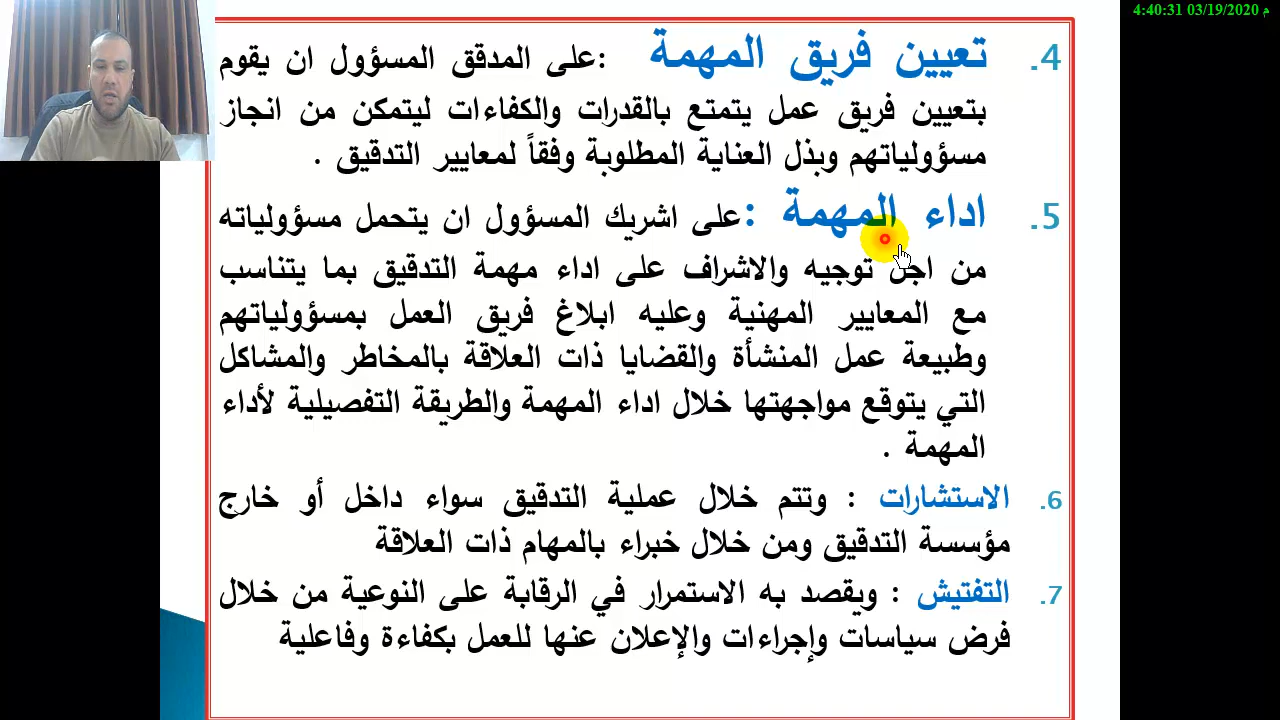 4:40:31 03/19/2020 م
4. تعيين فريق المهمة :على المدقق المسؤول ان يقوم
بتعيين فريق عمل يتمتع بالقدرات والكفاءات ليتمكن من انجاز
مسؤولياتهم وبذل العناية المطلوبة وفقاً لمعايير التدقيق .
5. اداء المهمة :على اشريك المسؤول ان يتحمل مسؤولياته
من اجل توجيه والاشراف على اداء مهمة التدقيق بما يتناسب
مع المعايير المهنية وعليه ابلاغ فريق العمل بمسؤولياتهم
وطبيعة عمل المنشأة والقضايا ذات العلاقة بالمخاطر والمشاكل
التي يتوقع مواجهتها خلال اداء المهمة والطريقة التفصيلية لأداء
المهمة .
6. الاستشارات : وتتم خلال عملية التدقيق سواء داخل أو خارج
مؤسسة التدقيق ومن خلال خبراء بالمهام ذات العلاقة
7. التفتيش : ويقصد به الاستمرار في الرقابة على النوعية من خلال
فرض سياسات وإجراءات والإعلان عنها للعمل بكفاءة وفاعلية